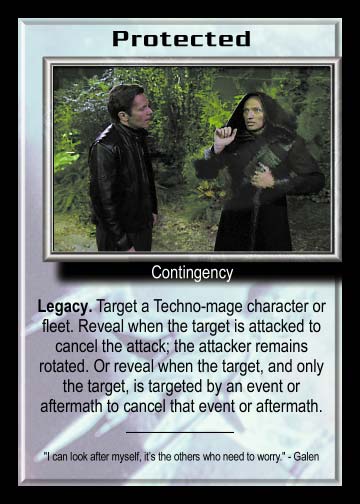 Protected
Contingency
Legacy. Target a Techno-mage character or
fleet. Reveal when the target is attacked to
cancel the attack; the attacker remains
rotated. Or reveal when the target, and only
the target, is targeted by an event or
aftermath to cancel that event or aftermath.
"I can look after myself, it's the others who need to worry." - Galen